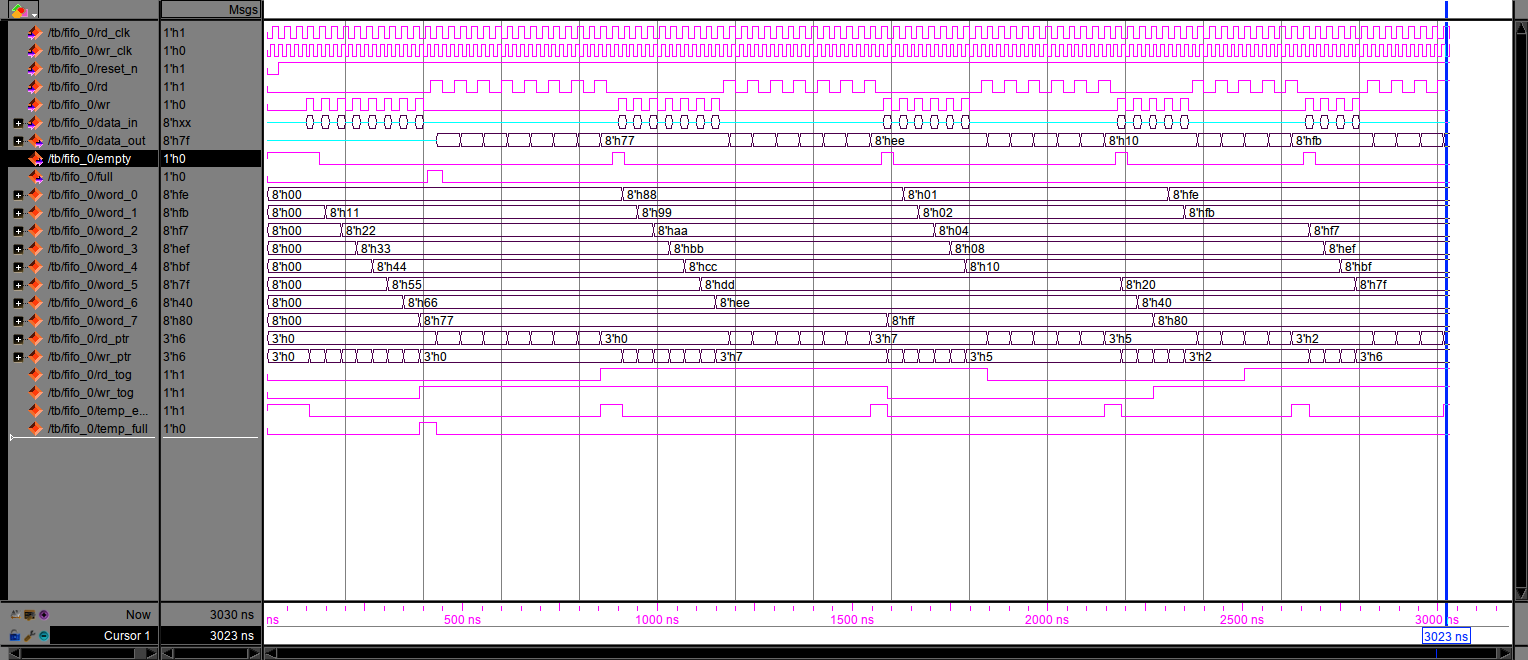 Msgs
/tb/fifo_0/rd_clk 1'h1
/tb/fifo_0/wr_clk 1'h0
/tb/fifo_0/reset_n 1'h1
/tb/fifo_0/rd 1'h1
/tb/fifo_0/wr 1'h0
/tb/fifo_0/data_in 8'hxx
/tb/fifo_0/data_out 8'h7f 8'h77 8'hee 8'h10 8'hfb
/tb/fifo_0/empty 1'h0
/tb/fifo_0/full 1'h0
/tb/fifo_0/word_0 8'hfe 8'h00 8'h88 8'h01 8'hfe
/tb/fifo_0/word_1 8'hfb 8'h00 8'h11 8'h99 8'h02 8'hfb
/tb/fifo_0/word_2 8'hf7 8'h00 8'h22 8'haa 8'h04 8'hf7
/tb/fifo_0/word_3 8'hef 8'h00 8'h33 8'hbb 8'h08 8'hef
/tb/fifo_0/word_4 8'hbf 8'h00 8'h44 8'hcc 8'h10 8'hbf
/tb/fifo_0/word_5 8'h7f 8'h00 8'h55 8'hdd 8'h20 8'h7f
/tb/fifo_0/word_6 8'h40 8'h00 8'h66 8'hee 8'h40
/tb/fifo_0/word_7 8'h80 8'h00 8'h77 8'hff 8'h80
/tb/fifo_0/rd_ptr 3'h6 3'h0 3'h0 3'h7 3'h5 3'h2
/tb/fifo_0/wr_ptr 3'h6 3'h0 3'h0 3'h7 3'h5 3'h2 3'h6
/tb/fifo_0/rd_tog 1'h1
/tb/fifo_0/wr_tog 1'h1
/tb/fifo_0/temp_e... 1'h1
/tb/fifo_0/temp_full 1'h0
Now 3030 ns ns 500 ns 1000 ns 1500 ns 2000 ns 2500 ns 3000 ns
Cursor 1 3023 ns 3023 ns